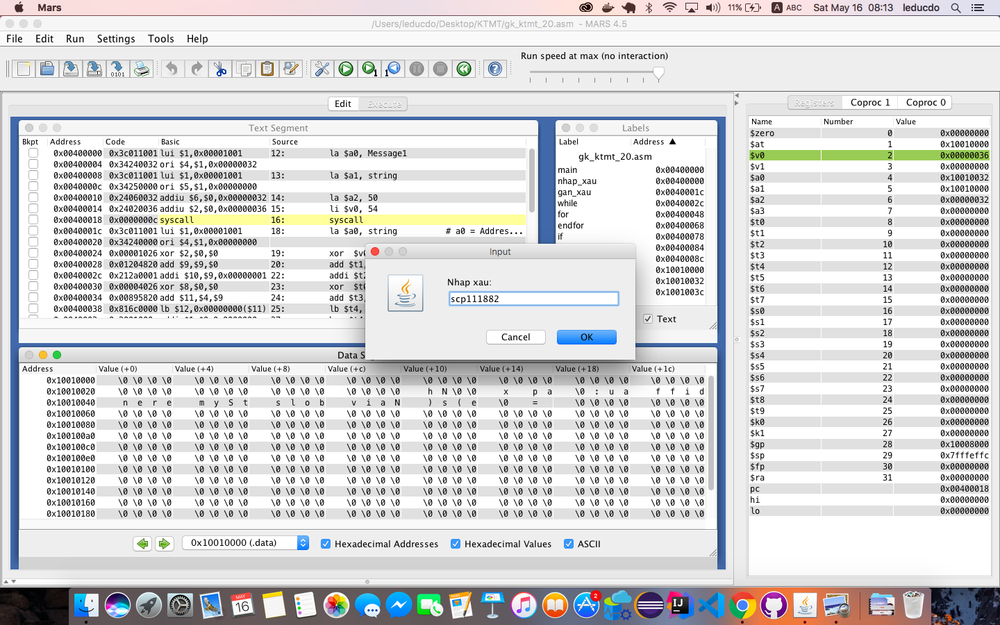 Mars 11% A ABC Sat May 16 08:13 leducdo
/Users/leducdo/Desktop/KTMT/gk_ktmt_20.asm - MARS 4.5
File Edit Run Settings Tools Help
Run speed at max (no interaction)
0101 1 1
Edit Execute
Registers Coproc 1 Coproc 0
Text Segment
Bkpt Address Code Basic Source
0x00400000 0x3c011001 lui $1,0x00001001 12: la $a0, Message1
0x00400004 0x34240032 ori $4,$1,0x00000032
0x00400008 0x3c011001 lui $1,0x00001001 13: la $a1, string
0x0040000c 0x34250000 ori $5,$1,0x00000000
0x00400010 0x24060032 addiu $6,$0,0x00000032 14: la $a2, 50
0x00400014 0x24020036 addiu $2,$0,0x00000036 15: li $v0, 54
0x00400018 0x0000000c syscall 16: syscall
0x0040001c 0x3c011001 lui $1,0x00001001 18: la $a0, string # a0 = Addres...
0x00400020 0x34240000 ori $4,$1,0x00000000
0x00400024 0x00001026 xor $2,$0,$0 19: xor $v0
0x00400028 0x01204820 add $9,$9,$0 20: add $t1,
0x0040002c 0x212a0001 addi $10,$9,0x00000001 22: addi $t2
0x00400030 0x00004026 xor $8,$0,$0 23: xor $t0
0x00400034 0x00895820 add $11,$4,$9 24: add $t3,
0x00400038 0x816c0000 lb $12,0x00000000($11) 25: lb $t4,
Labels
Label Address ▲
gk_ktmt_20.asm
main 0x00400000
nhap_xau 0x00400000
gan_xau 0x0040001c
while 0x0040002c
for 0x00400048
endfor 0x00400068
if 0x00400078
0x00400084
0x0040008c
0x10010000
0x10010032
0x1001003c
Text
Input
Nhap xau:
scp111882
Cancel OK
Data S
Address Value (+0) Value (+4) Value (+8) Value (+c) Value (+10) Value (+14) Value (+18) Value (+1c)
0x10010000 \0 \0 \0 \0 \0 \0 \0 \0 \0 \0 \0 \0 \0 \0 \0 \0 \0 \0 \0 \0 \0 \0 \0 \0 \0 \0 \0 \0 \0 \0 \0 \0
0x10010020 \0 \0 \0 \0 \0 \0 \0 \0 \0 \0 \0 \0 \0 \0 \0 \0 h N \0 \0 x p a \0 : u a f f i d
0x10010040 n e r e m y S t s l o b v i a N ) s ( e \0 = \0 \0 \0 \0 \0 \0 \0 \0
0x10010060 \0 \0 \0 \0 \0 \0 \0 \0 \0 \0 \0 \0 \0 \0 \0 \0 \0 \0 \0 \0 \0 \0 \0 \0 \0 \0 \0 \0 \0 \0 \0 \0
0x10010080 \0 \0 \0 \0 \0 \0 \0 \0 \0 \0 \0 \0 \0 \0 \0 \0 \0 \0 \0 \0 \0 \0 \0 \0 \0 \0 \0 \0 \0 \0 \0 \0
0x100100a0 \0 \0 \0 \0 \0 \0 \0 \0 \0 \0 \0 \0 \0 \0 \0 \0 \0 \0 \0 \0 \0 \0 \0 \0 \0 \0 \0 \0 \0 \0 \0 \0
0x100100c0 \0 \0 \0 \0 \0 \0 \0 \0 \0 \0 \0 \0 \0 \0 \0 \0 \0 \0 \0 \0 \0 \0 \0 \0 \0 \0 \0 \0 \0 \0 \0 \0
0x100100e0 \0 \0 \0 \0 \0 \0 \0 \0 \0 \0 \0 \0 \0 \0 \0 \0 \0 \0 \0 \0 \0 \0 \0 \0 \0 \0 \0 \0 \0 \0 \0 \0
0x10010100 \0 \0 \0 \0 \0 \0 \0 \0 \0 \0 \0 \0 \0 \0 \0 \0 \0 \0 \0 \0 \0 \0 \0 \0 \0 \0 \0 \0 \0 \0 \0 \0
0x10010120 \0 \0 \0 \0 \0 \0 \0 \0 \0 \0 \0 \0 \0 \0 \0 \0 \0 \0 \0 \0 \0 \0 \0 \0 \0 \0 \0 \0 \0 \0 \0 \0
0x10010140 \0 \0 \0 \0 \0 \0 \0 \0 \0 \0 \0 \0 \0 \0 \0 \0 \0 \0 \0 \0 \0 \0 \0 \0 \0 \0 \0 \0 \0 \0 \0 \0
0x10010160 \0 \0 \0 \0 \0 \0 \0 \0 \0 \0 \0 \0 \0 \0 \0 \0 \0 \0 \0 \0 \0 \0 \0 \0 \0 \0 \0 \0 \0 \0 \0 \0
0x10010180 \0 \0 \0 \0 \0 \0 \0 \0 \0 \0 \0 \0 \0 \0 \0 \0 \0 \0 \0 \0 \0 \0 \0 \0 \0 \0 \0 \0 \0 \0 \0 \0
0x10010000 (.data) Hexadecimal Addresses Hexadecimal Values ASCII
Name Number Value
$zero 0 0x00000000
$at 1 0x10010000
$v0 2 0x00000036
$v1 3 0x00000000
$a0 4 0x10010032
$a1 5 0x10010000
$a2 6 0x00000032
$a3 7 0x00000000
$t0 8 0x00000000
$t1 9 0x00000000
$t2 10 0x00000000
$t3 11 0x00000000
$t4 12 0x00000000
$t5 13 0x00000000
$t6 14 0x00000000
$t7 15 0x00000000
$s0 16 0x00000000
$s1 17 0x00000000
$s2 18 0x00000000
$s3 19 0x00000000
$s4 20 0x00000000
$s5 21 0x00000000
$s6 22 0x00000000
$s7 23 0x00000000
$t8 24 0x00000000
$t9 25 0x00000000
$k0 26 0x00000000
$k1 27 0x00000000
$gp 28 0x10008000
$sp 29 0x7fffeffc
$fp 30 0x00000000
$ra 31 0x00000000
pc 0x00400018
hi 0x00000000
lo 0x00000000
MAY 16 2 IJ